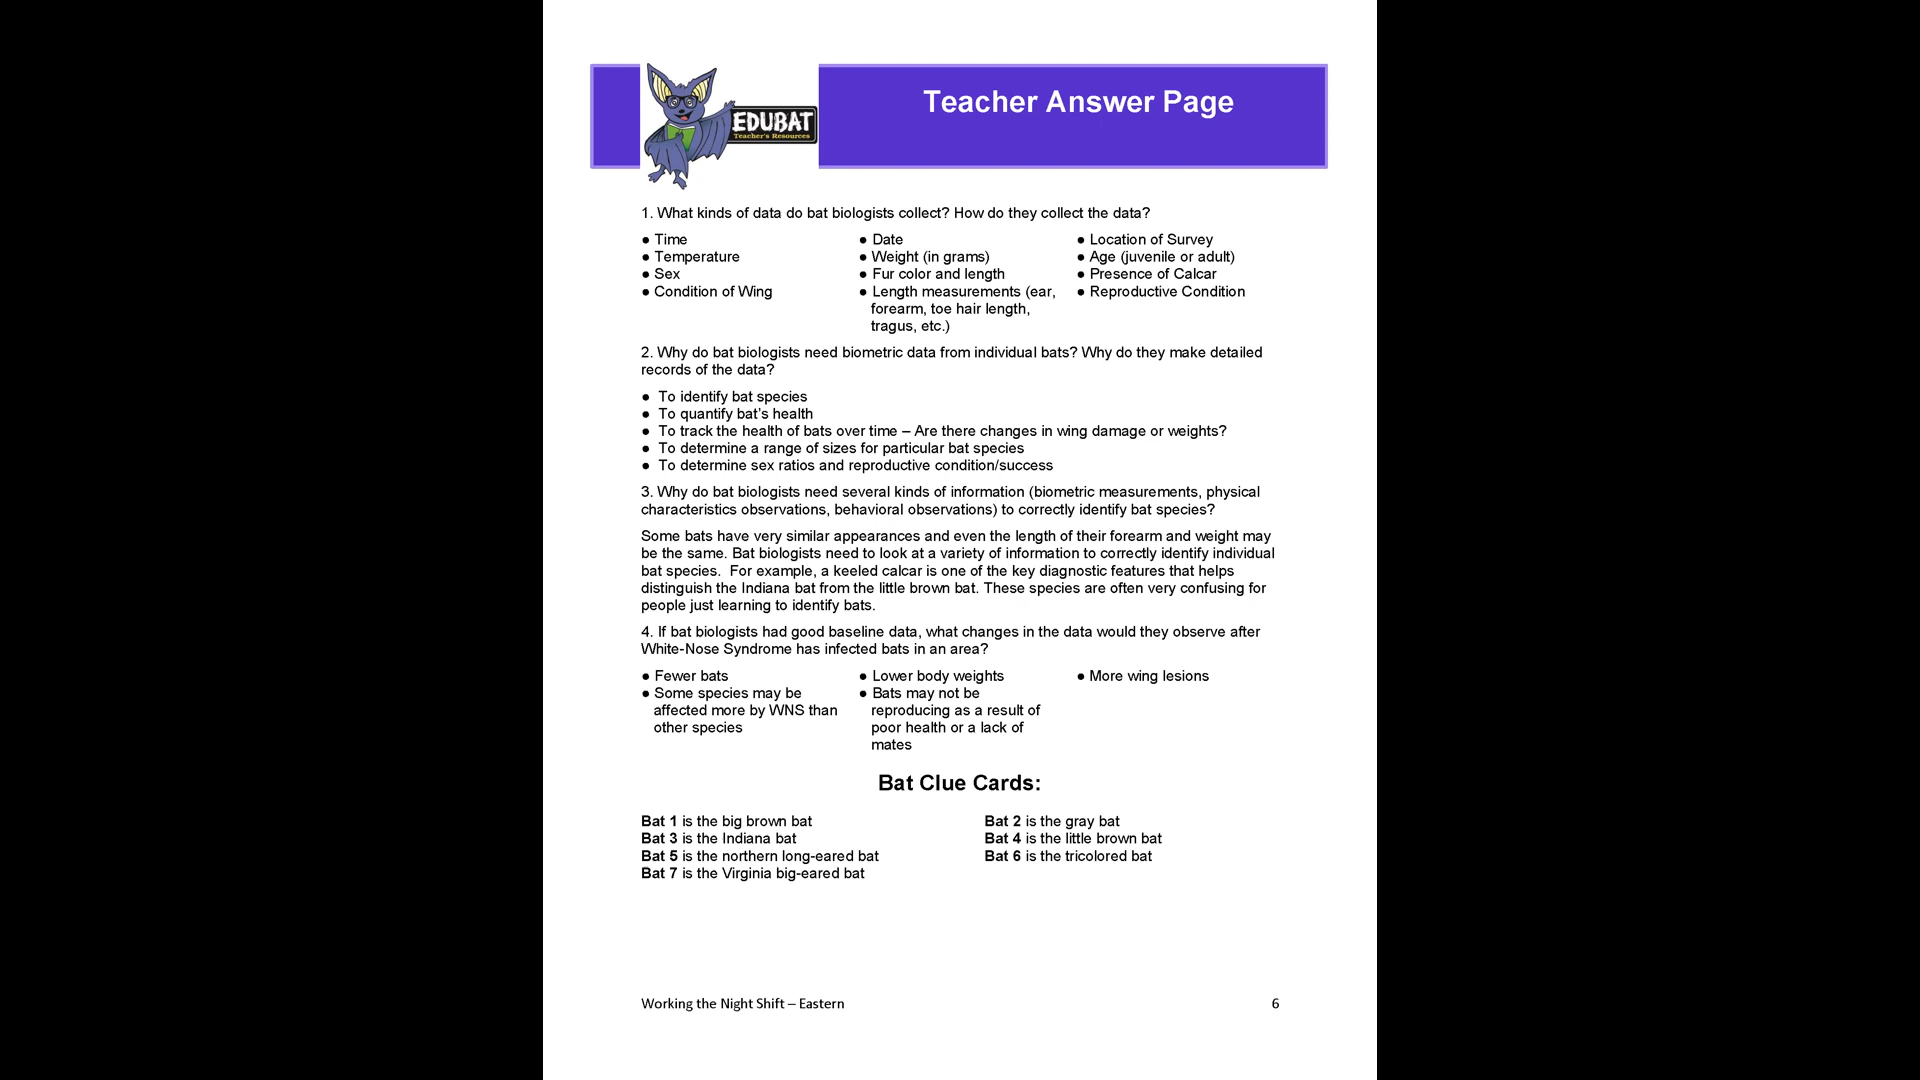 EDUBAT
Teacher's Resources
Teacher Answer Page
1. What kinds of data do bat biologists collect? How do they collect the data?
● Time
● Temperature
● Sex
● Condition of Wing
● Date
● Weight (in grams)
● Fur color and length
● Length measurements (ear,
forearm, toe hair length,
tragus, etc.)
● Location of Survey
● Age (juvenile or adult)
● Presence of Calcar
● Reproductive Condition
2. Why do bat biologists need biometric data from individual bats? Why do they make detailed
records of the data?
● To identify bat species
● To quantify bat’s health
● To track the health of bats over time – Are there changes in wing damage or weights?
● To determine a range of sizes for particular bat species
● To determine sex ratios and reproductive condition/success
3. Why do bat biologists need several kinds of information (biometric measurements, physical
characteristics observations, behavioral observations) to correctly identify bat species?
Some bats have very similar appearances and even the length of their forearm and weight may
be the same. Bat biologists need to look at a variety of information to correctly identify individual
bat species.  For example, a keeled calcar is one of the key diagnostic features that helps
distinguish the Indiana bat from the little brown bat. These species are often very confusing for
people just learning to identify bats.
4. If bat biologists had good baseline data, what changes in the data would they observe after
White-Nose Syndrome has infected bats in an area?
● Fewer bats
● Some species may be
affected more by WNS than
other species
● Lower body weights
● Bats may not be
reproducing as a result of
poor health or a lack of
mates
● More wing lesions
Bat Clue Cards:
Bat 1 is the big brown bat
Bat 2 is the gray bat
Bat 3 is the Indiana bat
Bat 4 is the little brown bat
Bat 5 is the northern long-eared bat
Bat 6 is the tricolored bat
Bat 7 is the Virginia big-eared bat
Working the Night Shift – Eastern
6